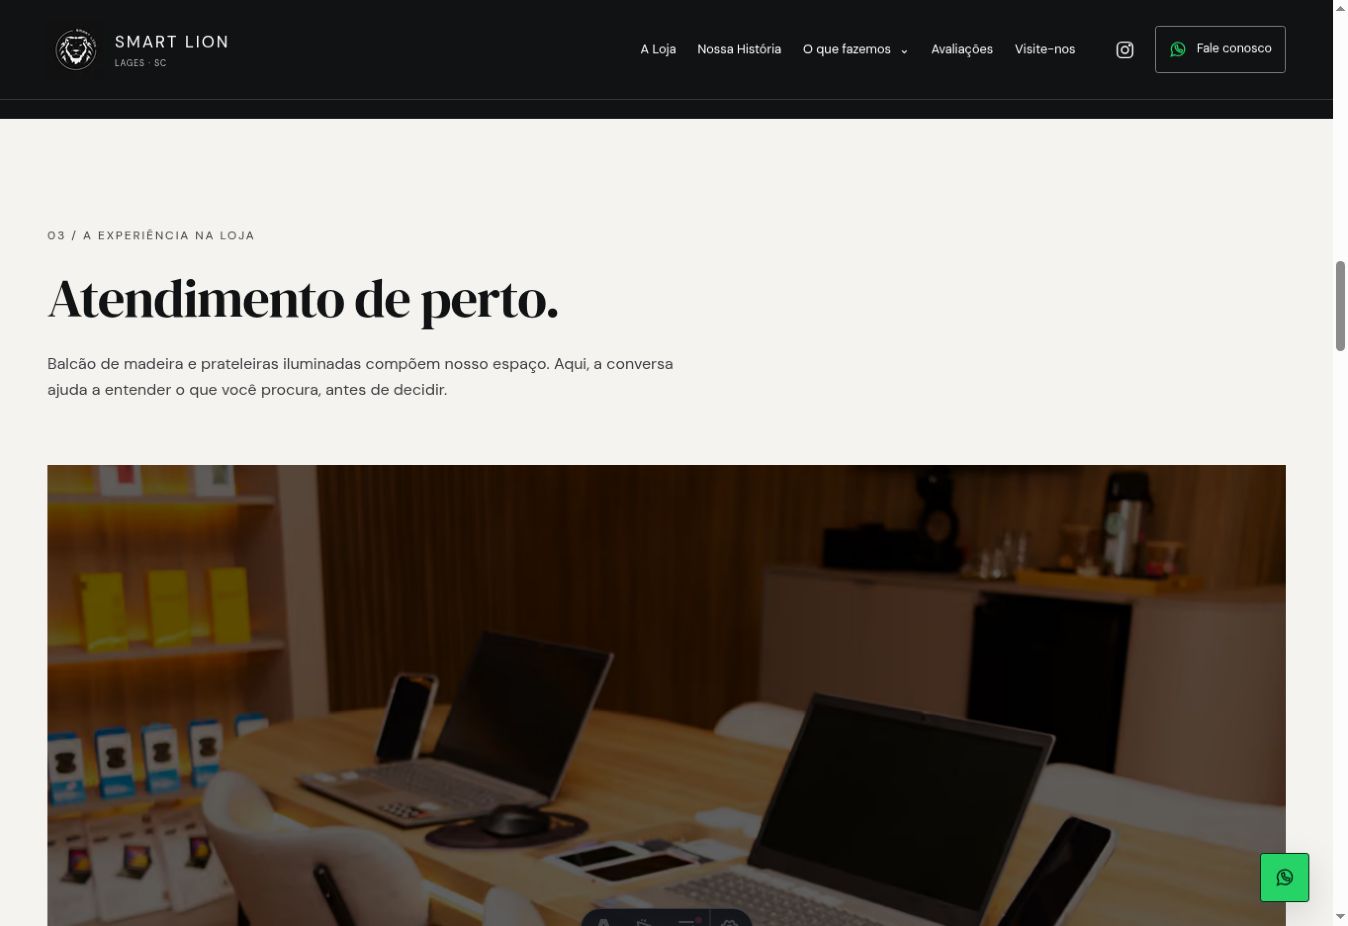 SMART LION
LAGES · SC
A Loja
Nossa História
O que fazemos
Avaliações
Visite-nos
Fale conosco
03 / A EXPERIÊNCIA NA LOJA
Atendimento de perto.
Balcão de madeira e prateleiras iluminadas compõem nosso espaço. Aqui, a conversa
ajuda a entender o que você procura, antes de decidir.